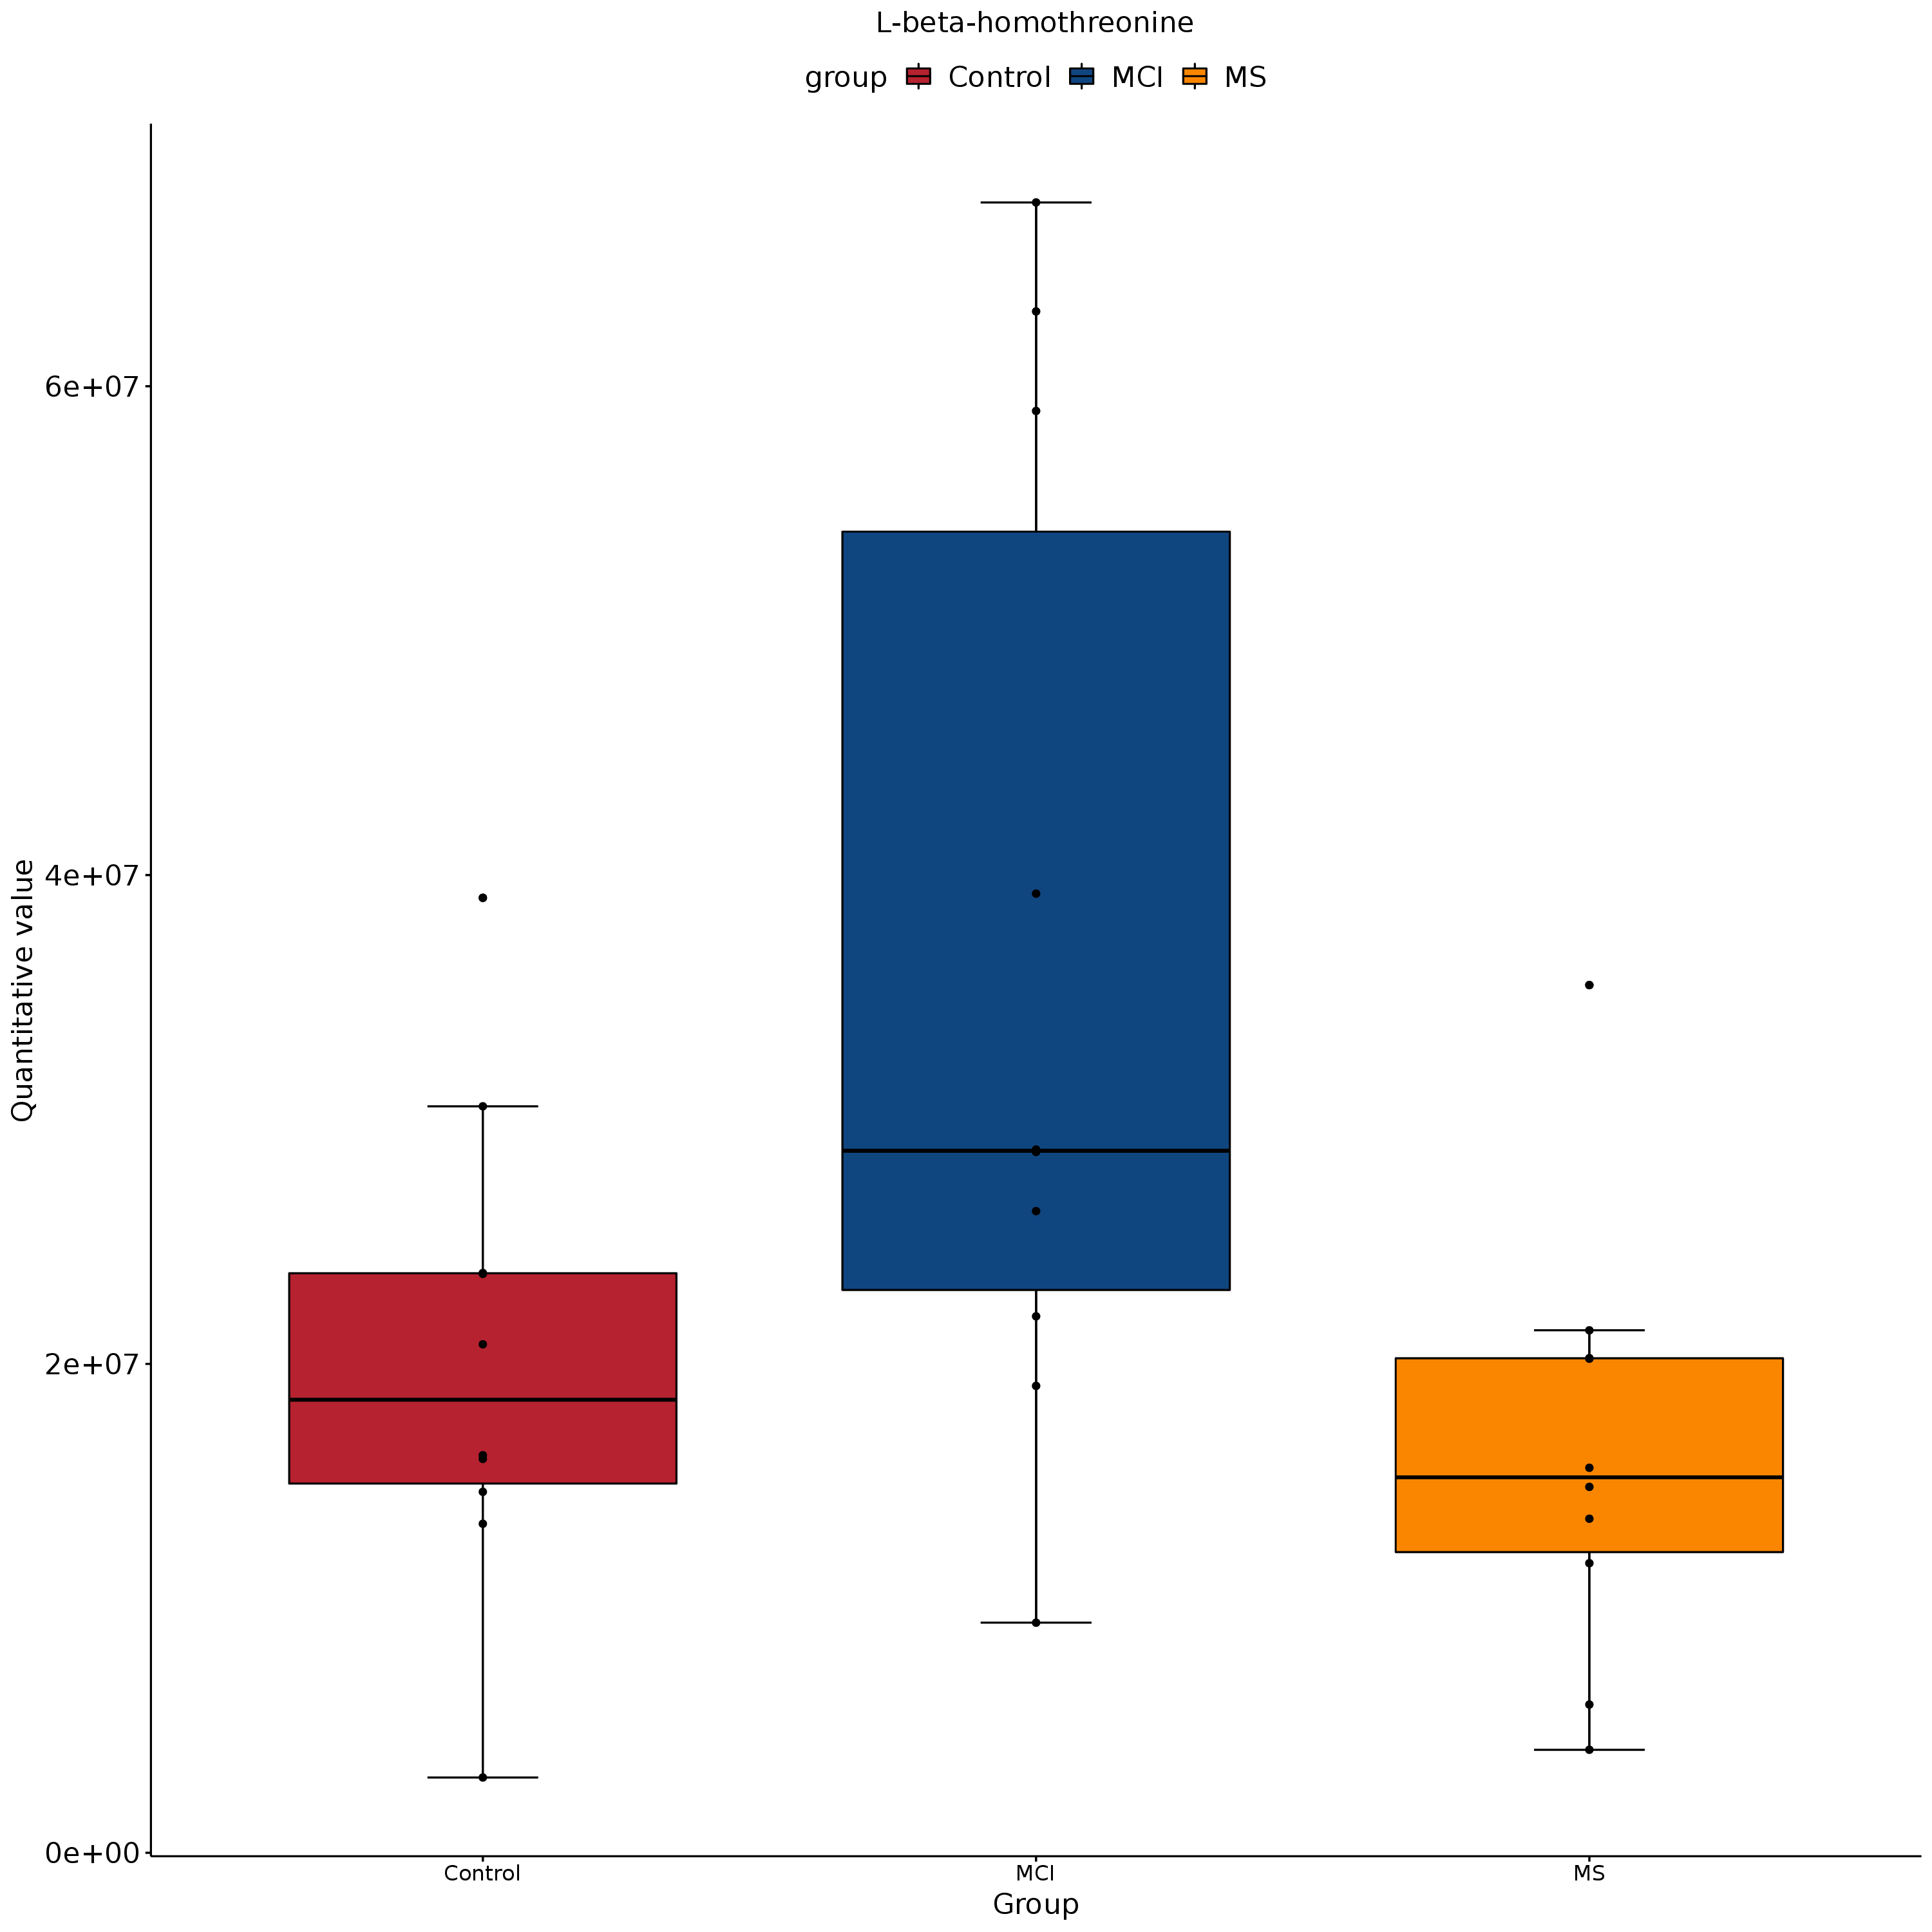 L-beta-homothreonine
group Control MCI MS
6e+07
4e+07
2e+07
0e+00
Quantitative value
Control MCI MS
Group